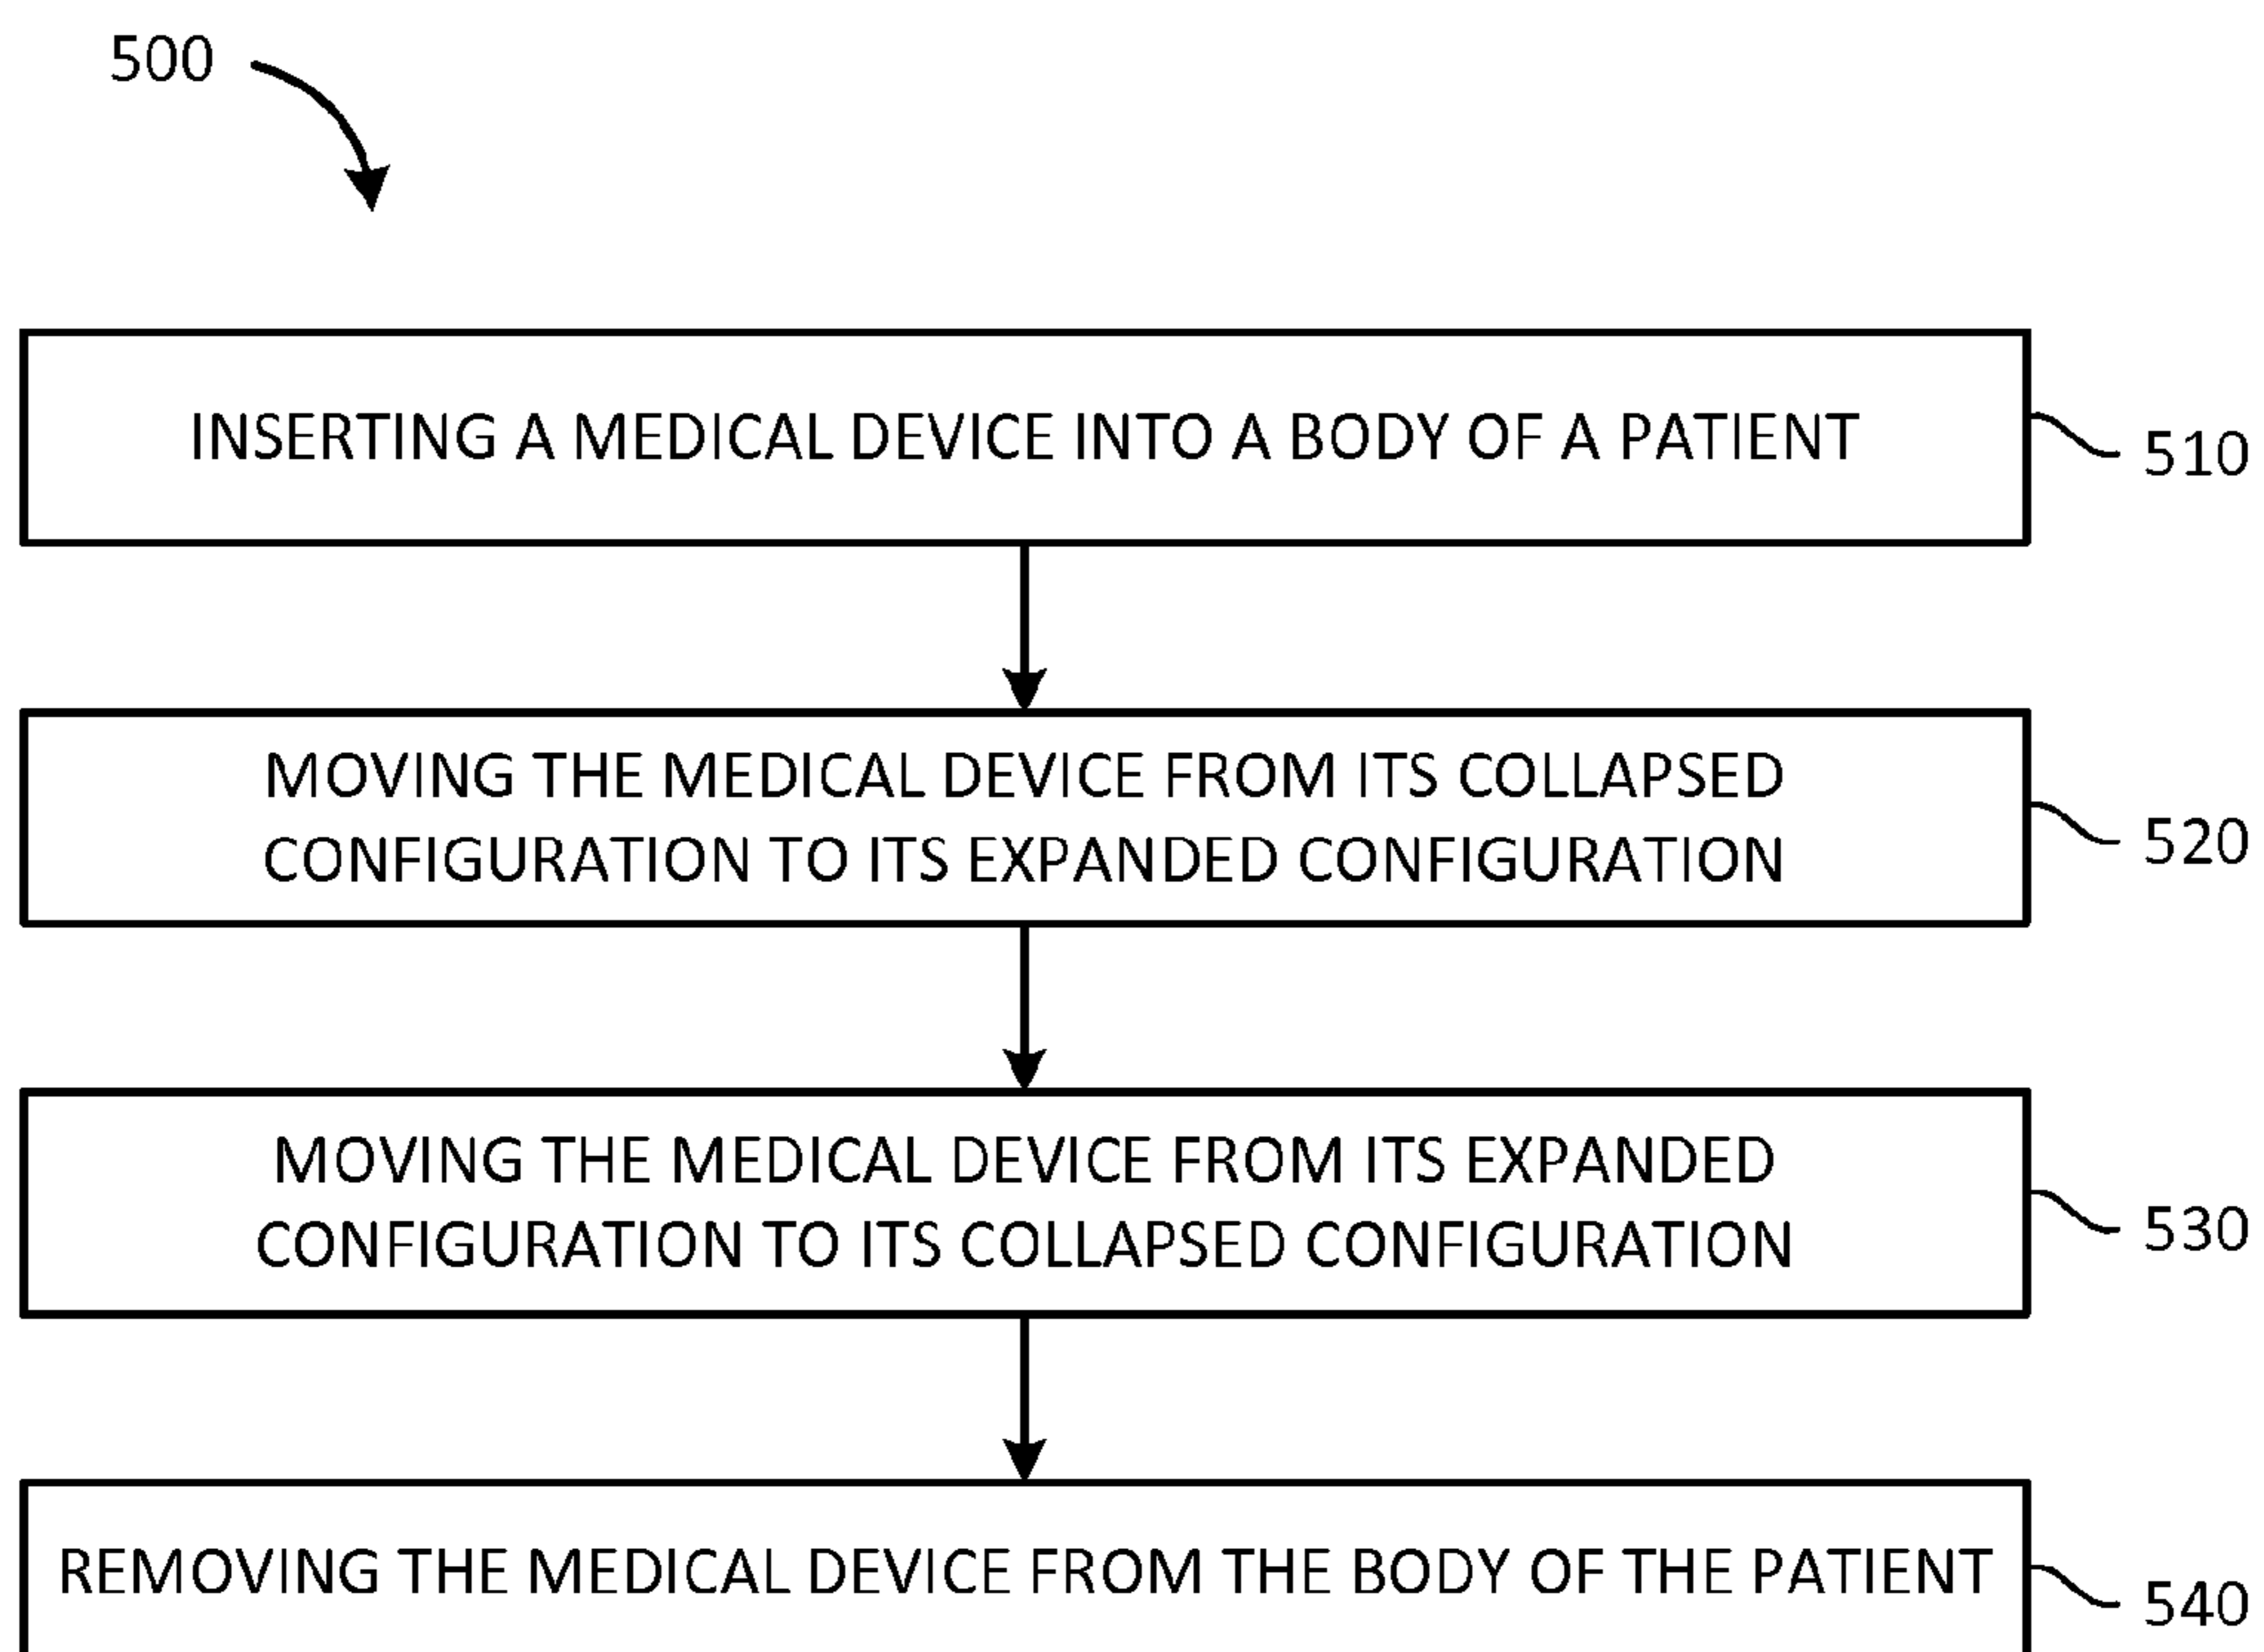 500
INSERTING A MEDICAL DEVICE INTO A BODY OF A PATIENT
510
MOVING THE MEDICAL DEVICE FROM ITS COLLAPSED
CONFIGURATION TO ITS EXPANDED CONFIGURATION
520
MOVING THE MEDICAL DEVICE FROM ITS EXPANDED
CONFIGURATION TO ITS COLLAPSED CONFIGURATION
530
REMOVING THE MEDICAL DEVICE FROM THE BODY OF THE PATIENT
540